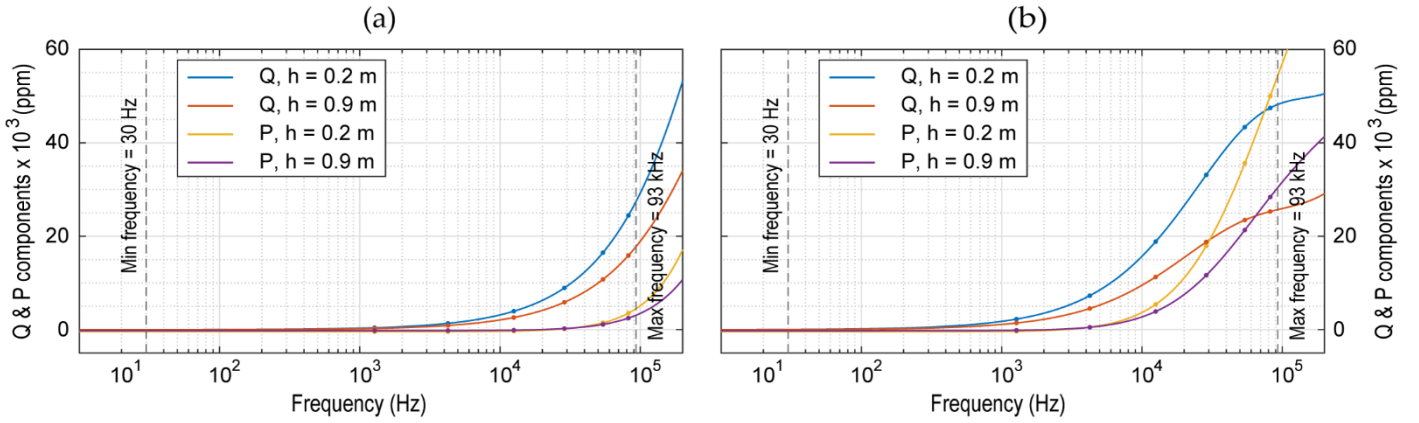 (a)
Q & P components x 10^3 (ppm)
60
40
20
0
Q, h = 0.2 m
Q, h = 0.9 m
P, h = 0.2 m
P, h = 0.9 m
Min frequency = 30 Hz
Max frequency = 93 kHz
10^1
10^2
10^3
10^4
10^5
Frequency (Hz)
(b)
Q, h = 0.2 m
Q, h = 0.9 m
P, h = 0.2 m
P, h = 0.9 m
Min frequency = 30 Hz
Max frequency = 93 kHz
60
40
20
0
Q & P components x 10^3 (ppm)
10^1
10^2
10^3
10^4
10^5
Frequency (Hz)